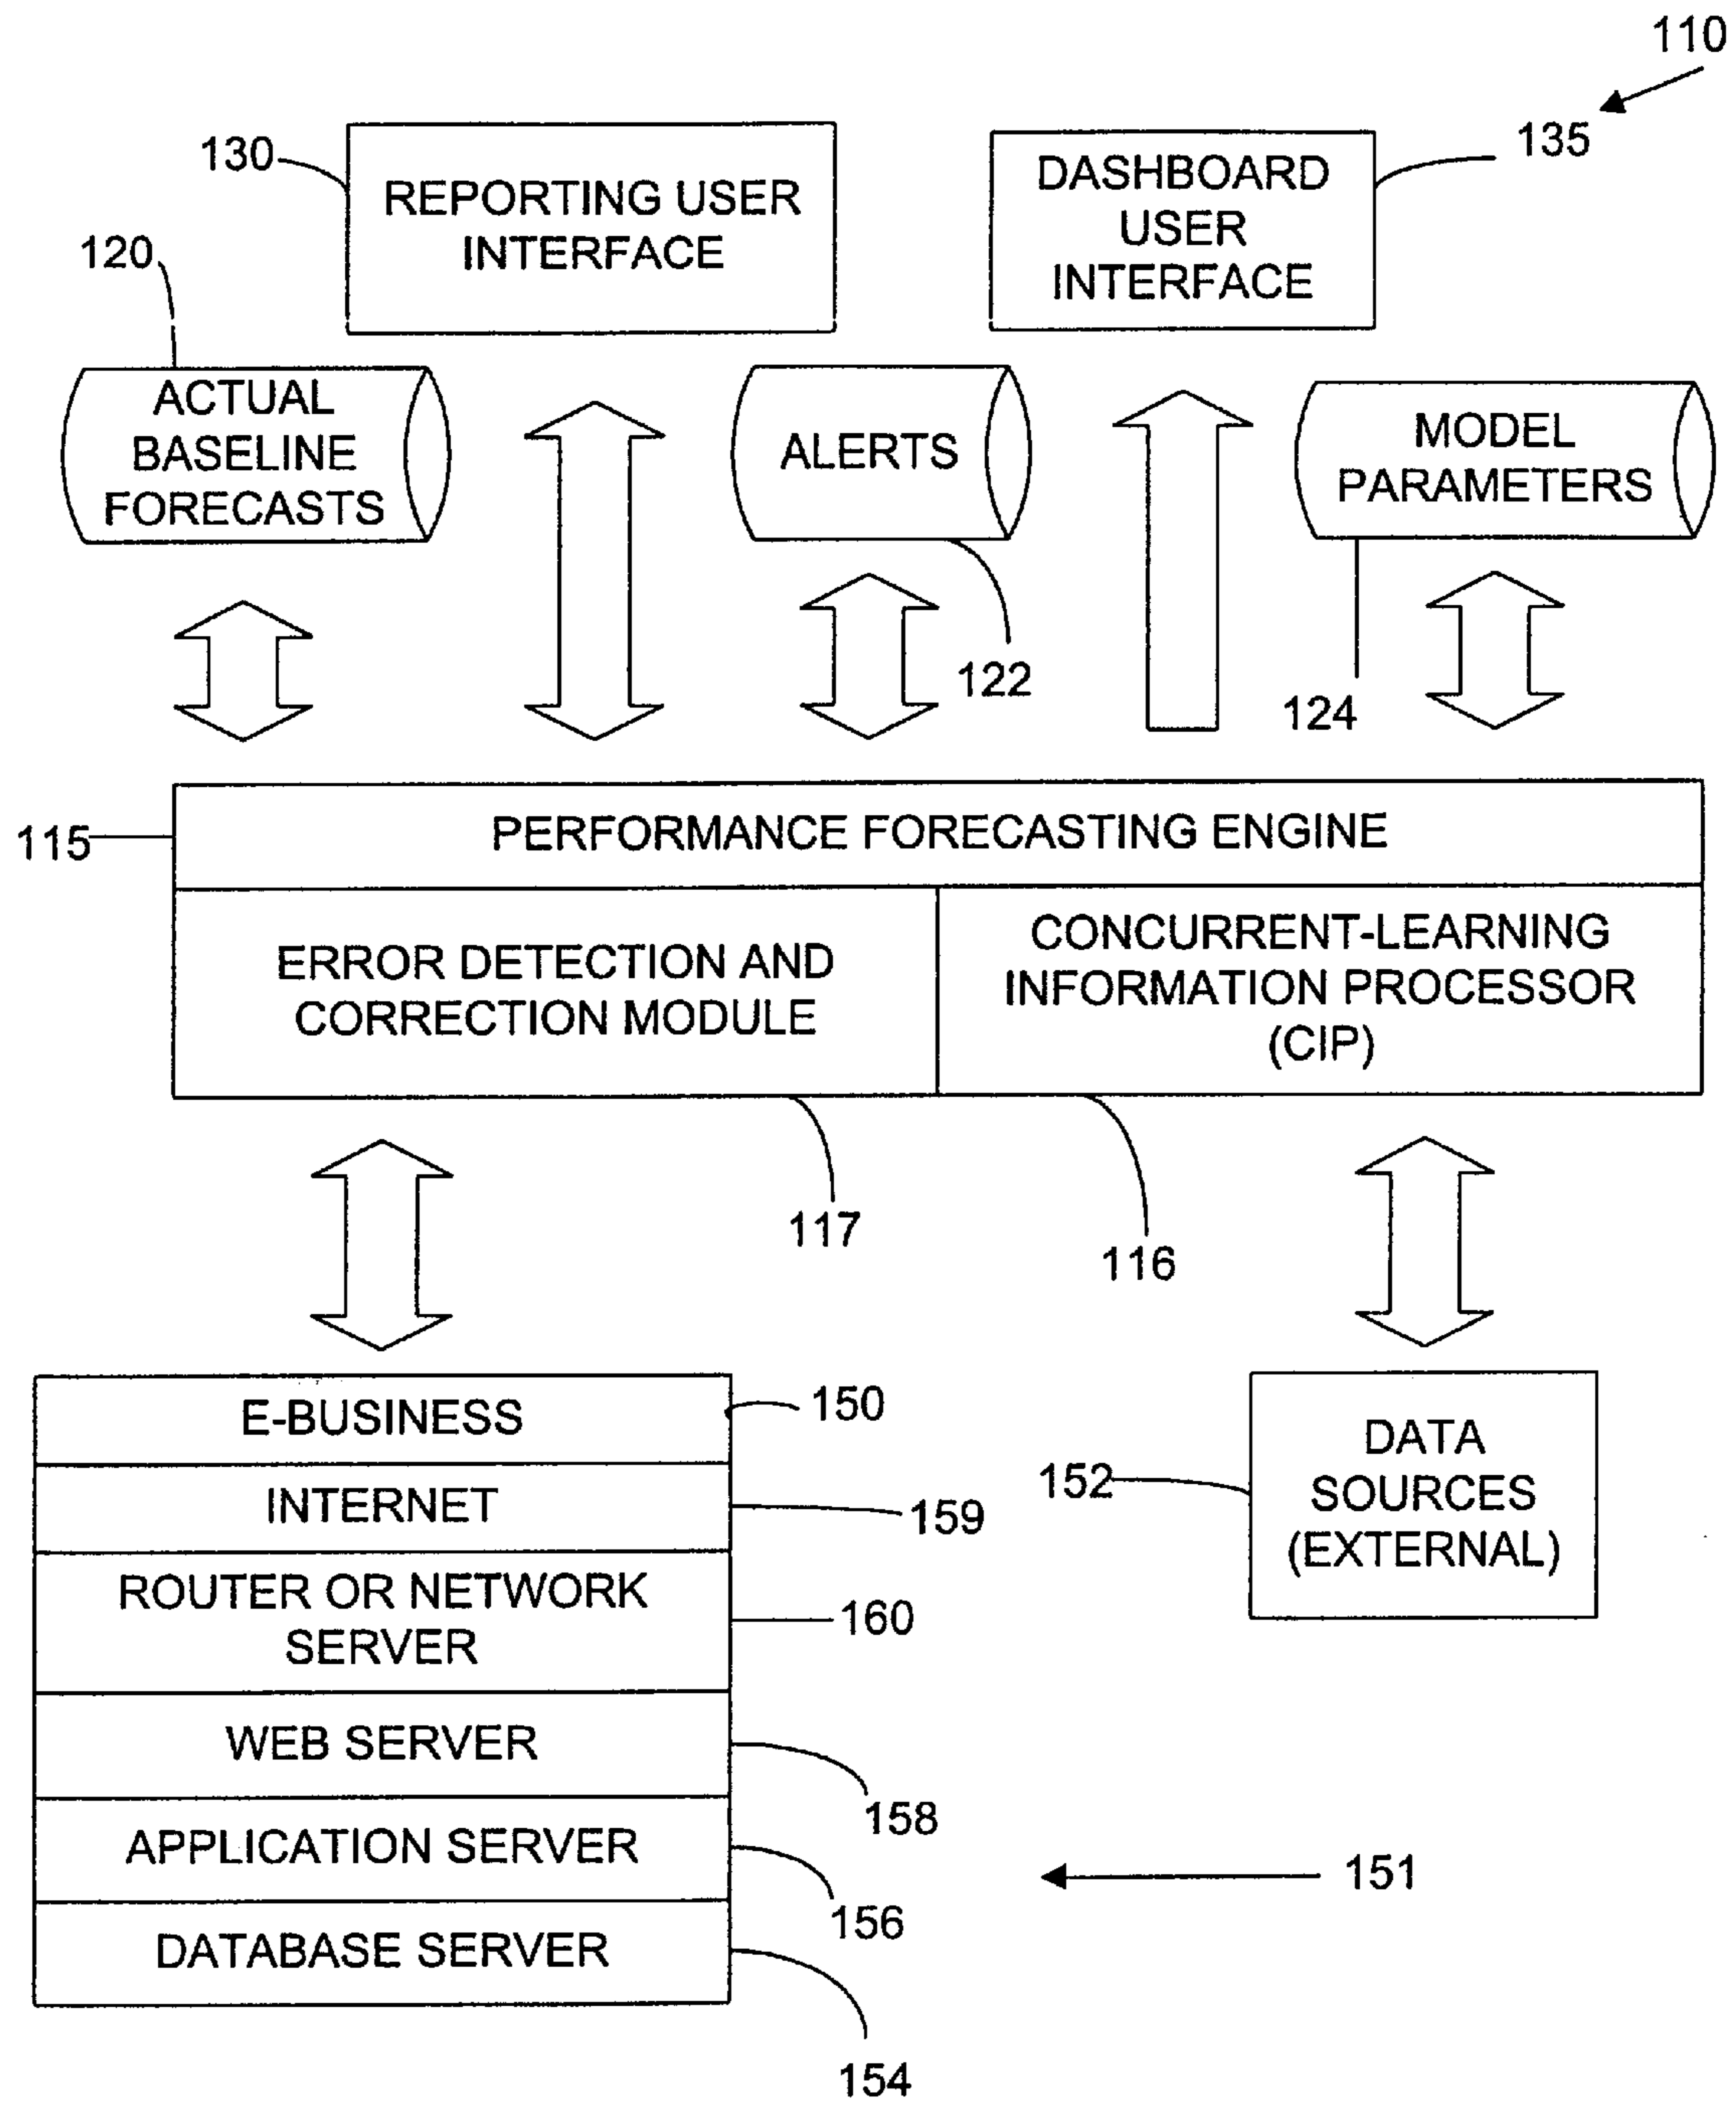 110
130
REPORTING USER
INTERFACE
DASHBOARD
USER
INTERFACE
135
120
ACTUAL
BASELINE
FORECASTS
ALERTS
MODEL
PARAMETERS
122
124
115
PERFORMANCE FORECASTING ENGINE
ERROR DETECTION AND
CORRECTION MODULE
CONCURRENT-LEARNING
INFORMATION PROCESSOR
(CIP)
117
116
E-BUSINESS
150
INTERNET
159
ROUTER OR NETWORK
SERVER
160
WEB SERVER
158
APPLICATION SERVER
156
DATABASE SERVER
154
152
DATA
SOURCES
(EXTERNAL)
151